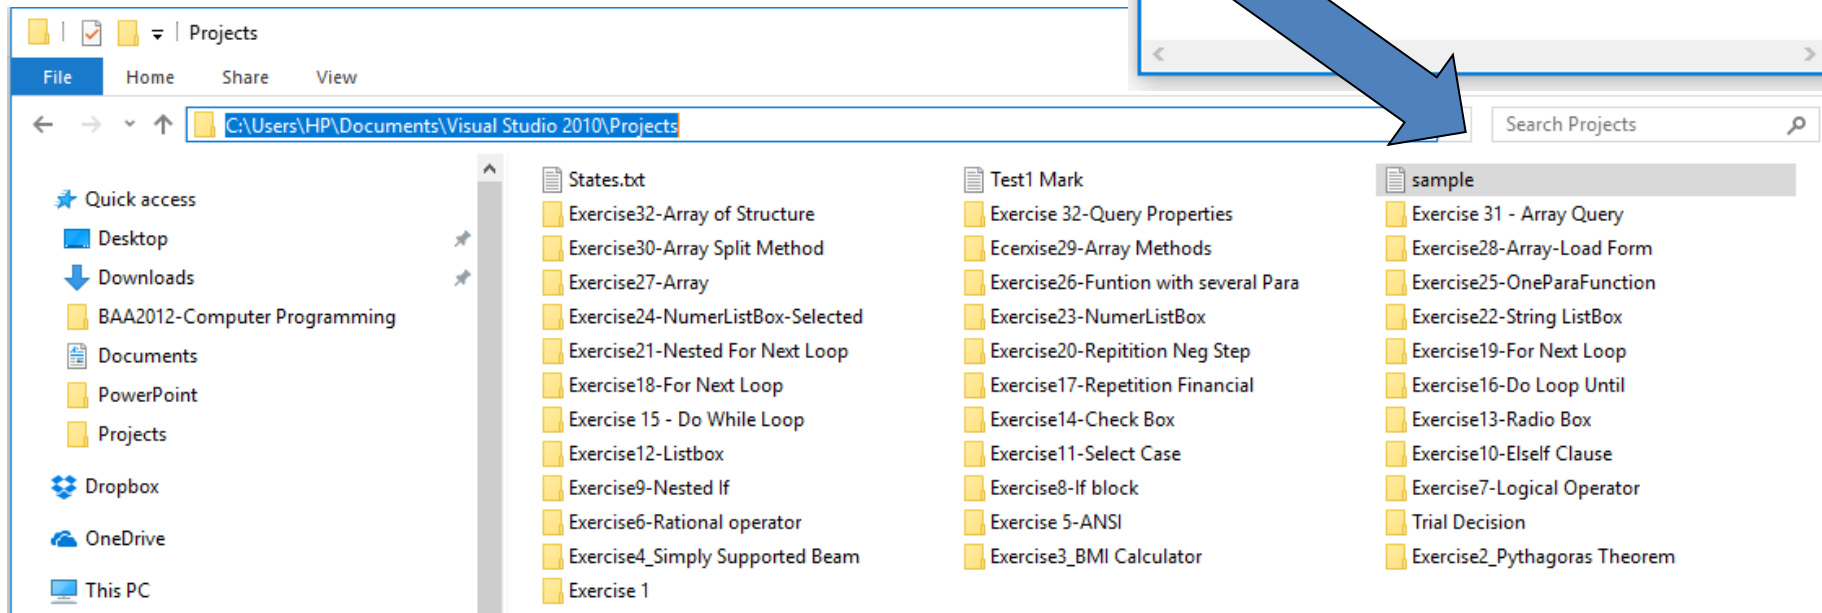 Projects
File Home Share View
C:\Users\HP\Documents\Visual Studio 2010\Projects
Search Projects
Quick access
Desktop
Downloads
BAA2012-Computer Programming
Documents
PowerPoint
Projects
Dropbox
OneDrive
This PC
States.txt Test1 Mark sample
Exercise32-Array of Structure Exercise 32-Query Properties Exercise 31 - Array Query
Exercise30-Array Split Method Ecerxise29-Array Methods Exercise28-Array-Load Form
Exercise27-Array Exercise26-Funtion with several Para Exercise25-OneParaFunction
Exercise24-NumerListBox-Selected Exercise23-NumerListBox Exercise22-String ListBox
Exercise21-Nested For Next Loop Exercise20-Repitition Neg Step Exercise19-For Next Loop
Exercise18-For Next Loop Exercise17-Repetition Financial Exercise16-Do Loop Until
Exercise 15 - Do While Loop Exercise14-Check Box Exercise13-Radio Box
Exercise12-Listbox Exercise11-Select Case Exercise10-ElseIf Clause
Exercise9-Nested If Exercise8-If block Exercise7-Logical Operator
Exercise6-Rational operator Exercise 5-ANSI Trial Decision
Exercise4_Simply Supported Beam Exercise3_BMI Calculator Exercise2_Pythagoras Theorem
Exercise 1